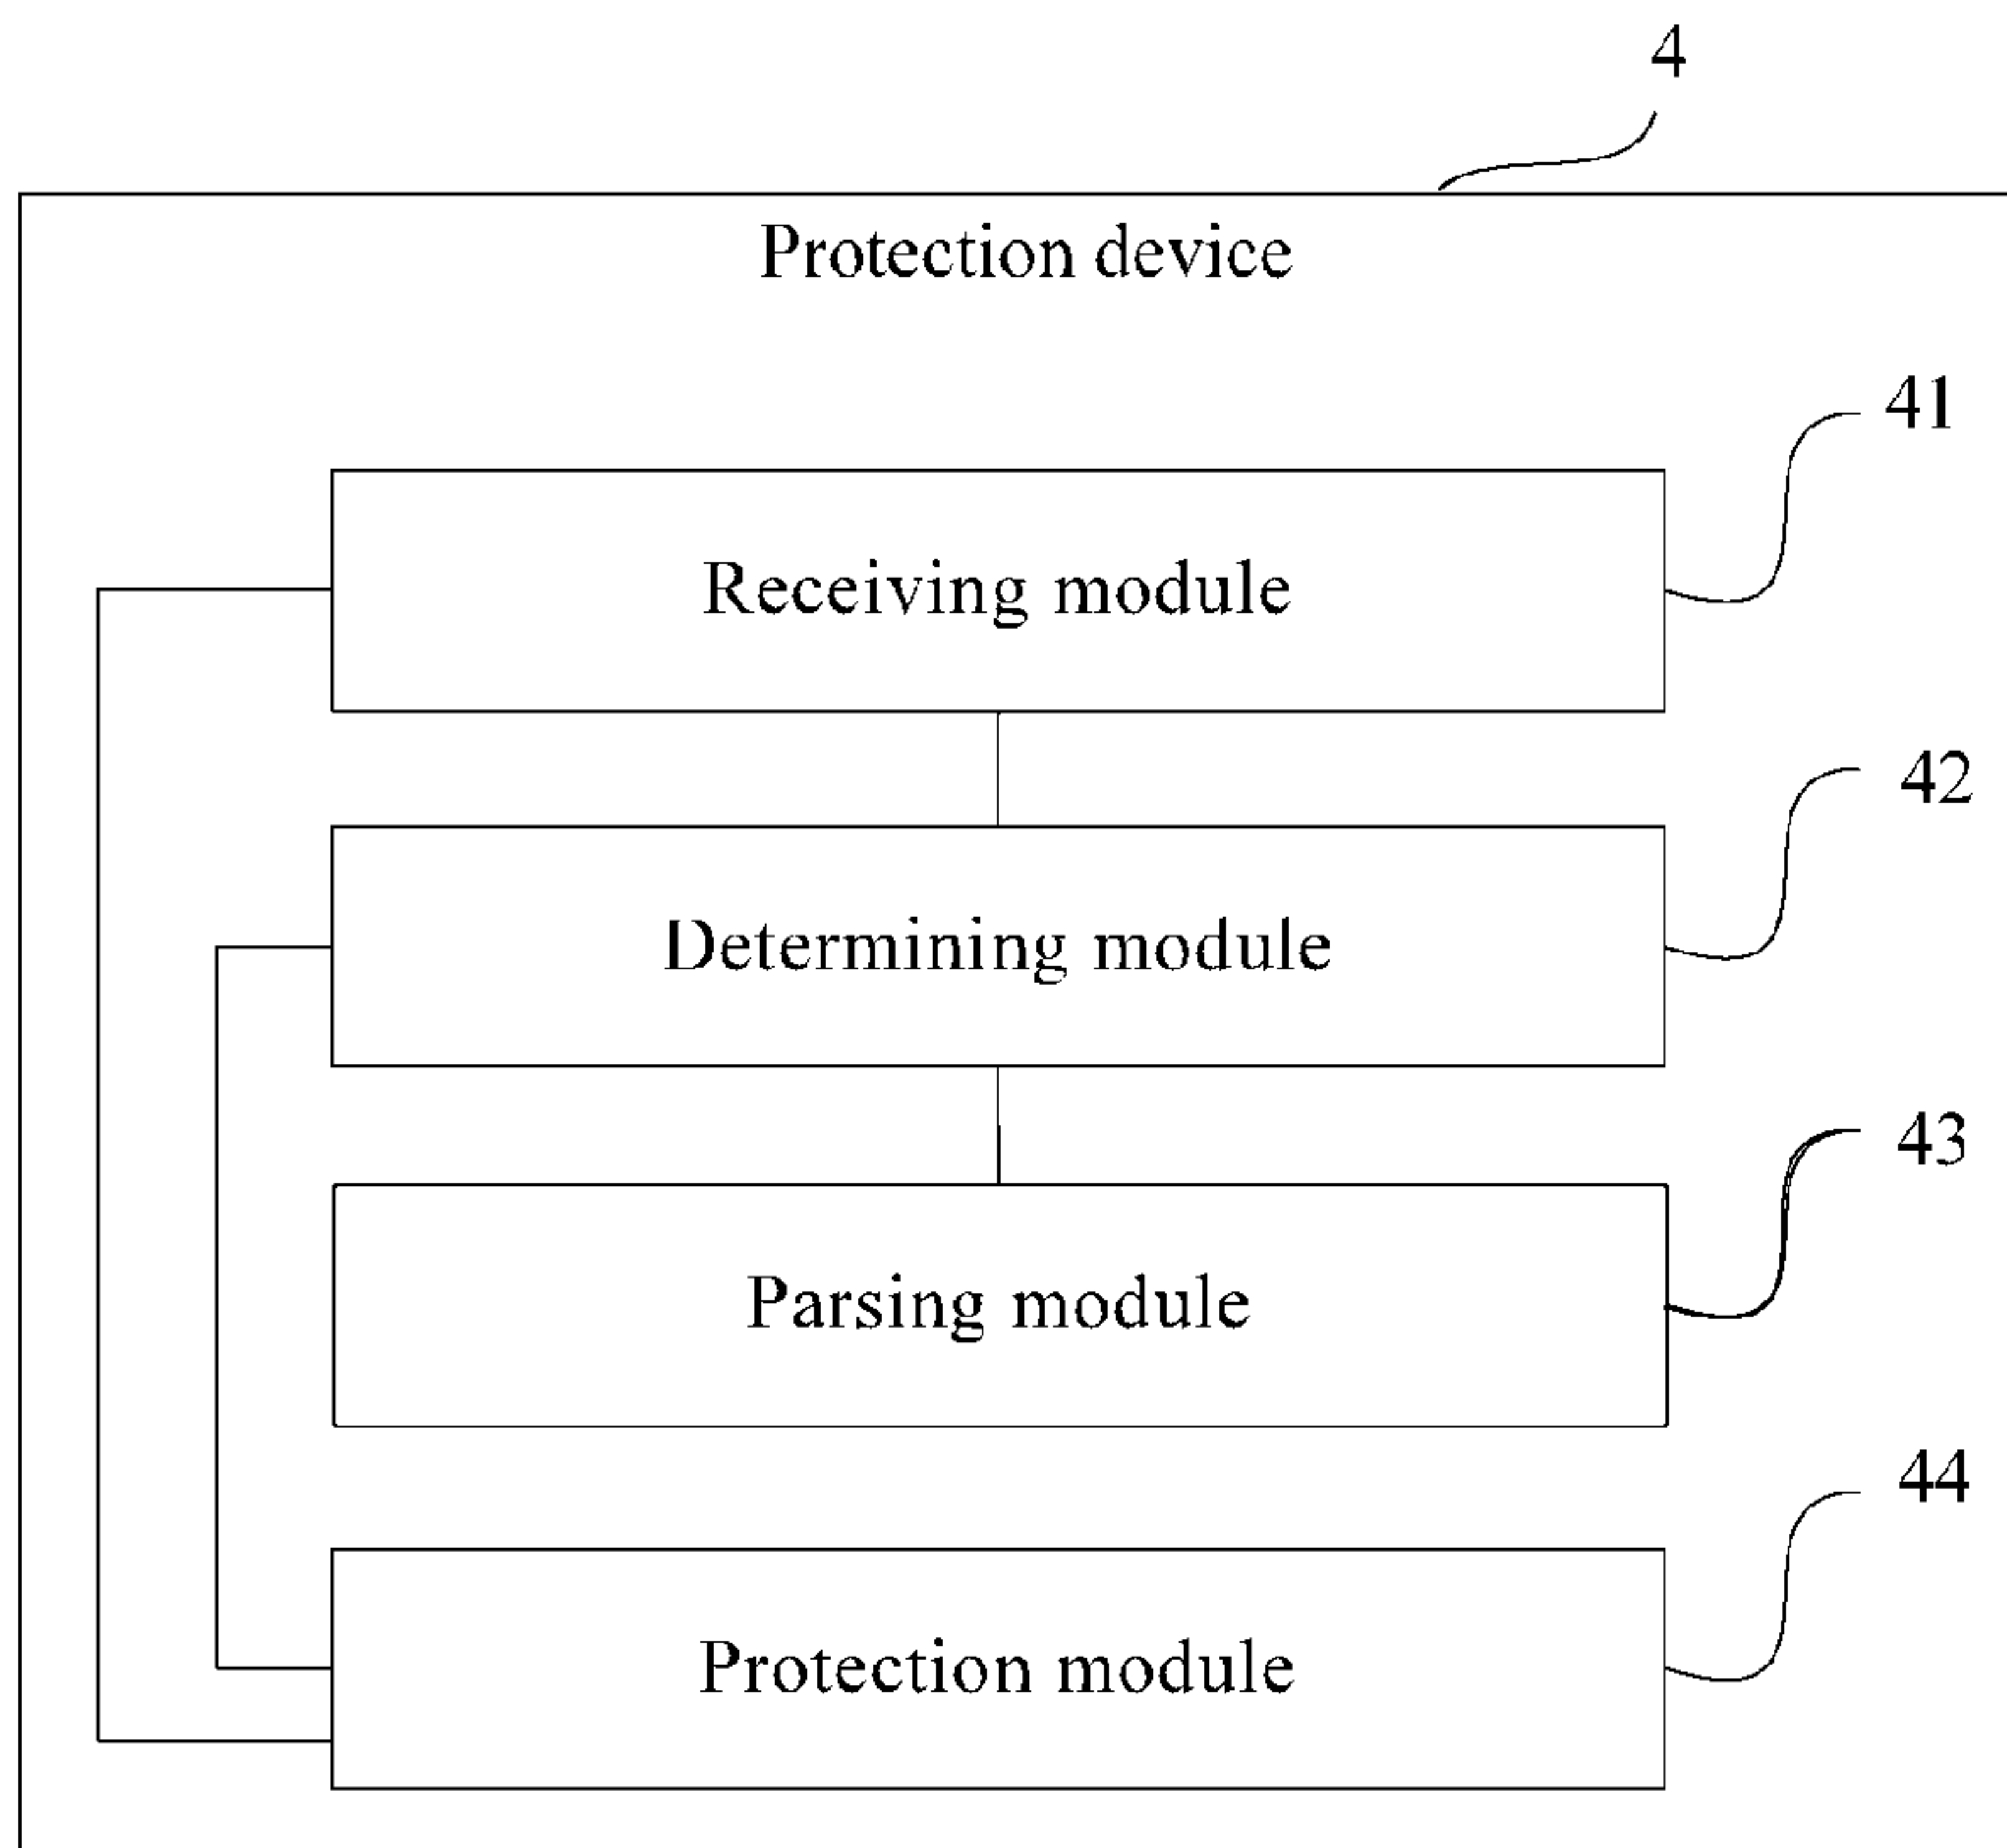 4
Protection device
41
Receiving module
42
Determining module
43
Parsing module
44
Protection module